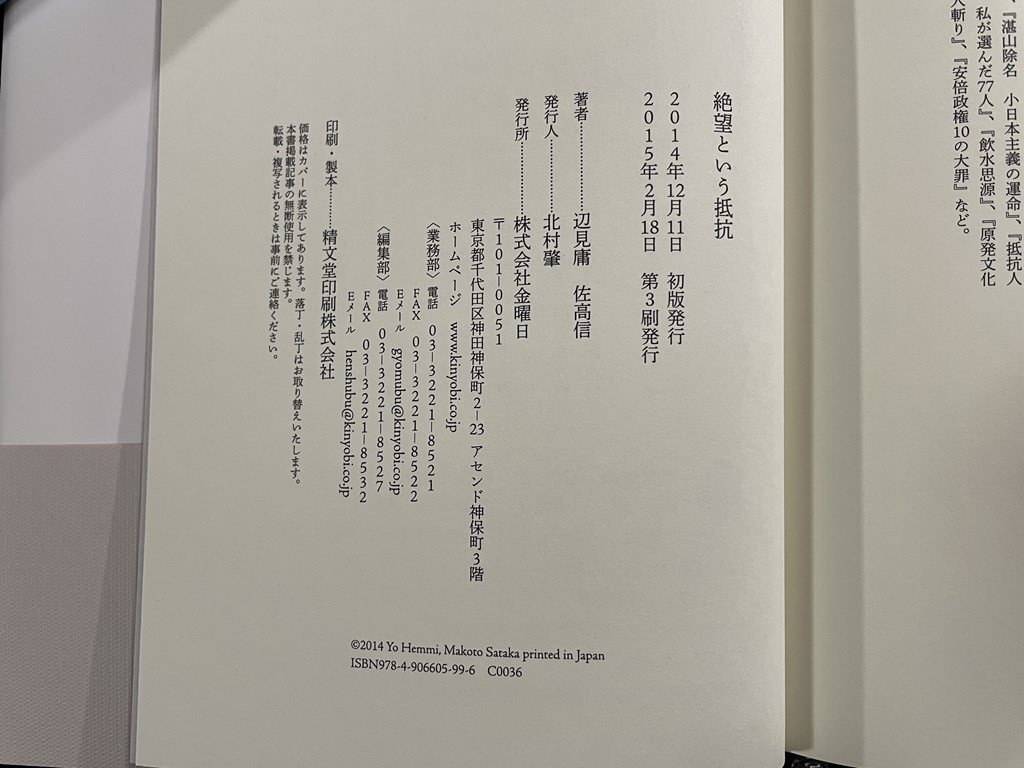 、『湛山除名　小日本主義の運命』、『抵抗人
私が選んだ77人』、『飲水思源』、『原発文化
人斬り』、『安倍政権10の大罪』など。
絶望という抵抗
2014年12月11日　初版発行
2015年2月18日　第3刷発行
著者…………………辺見庸　佐高信
発行人………………北村肇
発行所………………株式会社金曜日
〒101－0051
東京都千代田区神田神保町2－23　アセンド神保町3階
ホームページ　www.kinyobi.co.jp
〈業務部〉電話　03－3221－8521
FAX　03－3221－8522
Eメール　gyomubu@kinyobi.co.jp
〈編集部〉電話　03－3221－8527
FAX　03－3221－8532
Eメール　henshubu@kinyobi.co.jp
印刷・製本…………精文堂印刷株式会社
価格はカバーに表示してあります。落丁・乱丁はお取り替えいたします。
本書掲載記事の無断使用を禁じます。
転載・複写されるときは事前にご連絡ください。
©2014 Yo Hemmi, Makoto Sataka printed in Japan
ISBN978-4-906605-99-6　C0036